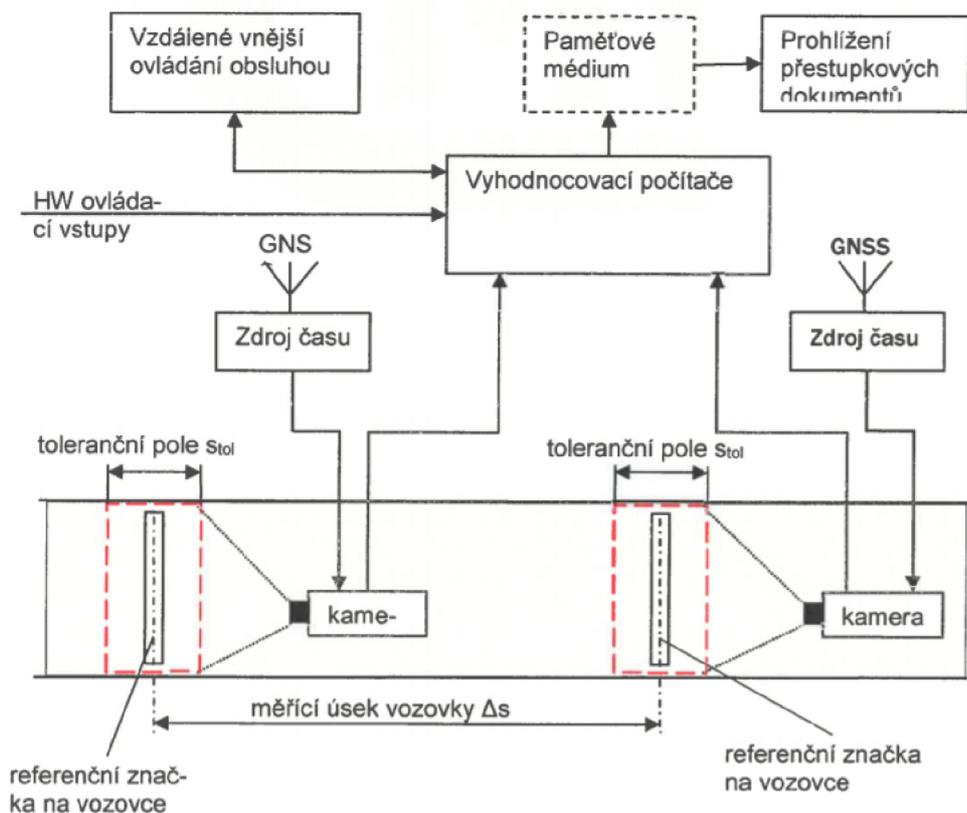 Vzdálené vnější
ovládání obsluhou
Paměťové
médium
Prohlížení
přestupkových
dokumentů
Vyhodnocovací počítače
HW ovláda-
cí vstupy
GNS
GNSS
Zdroj času
Zdroj času
toleranční pole stol
toleranční pole stol
kame-
kamera
měřící úsek vozovky Δs
referenční znač-
ka na vozovce
referenční značka
na vozovce